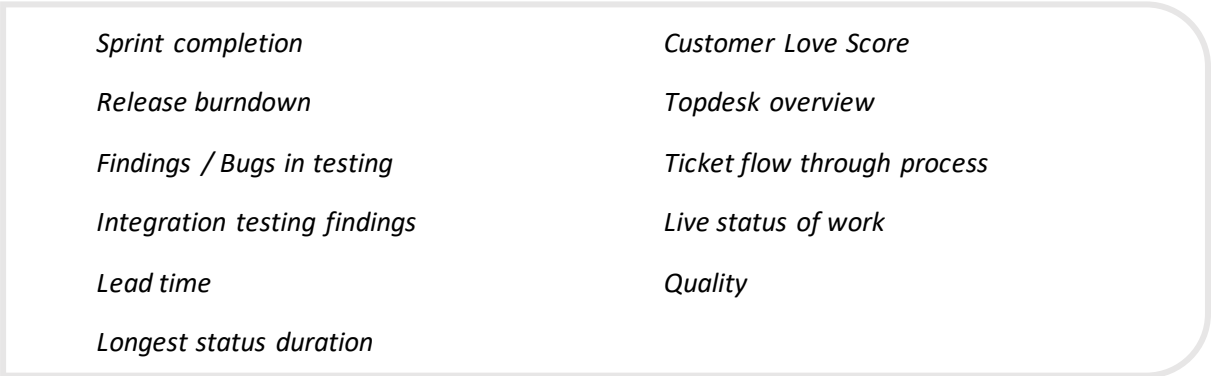 Sprint completion
Release burndown
Findings / Bugs in testing
Integration testing findings
Lead time
Longest status duration
Customer Love Score
Topdesk overview
Ticket flow through process
Live status of work
Quality